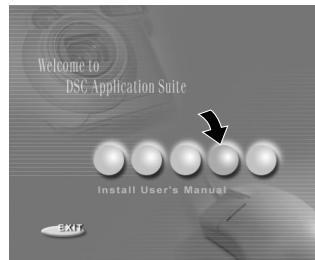 Welcome to
DSC Application Suite
Install User's Manual
EXIT